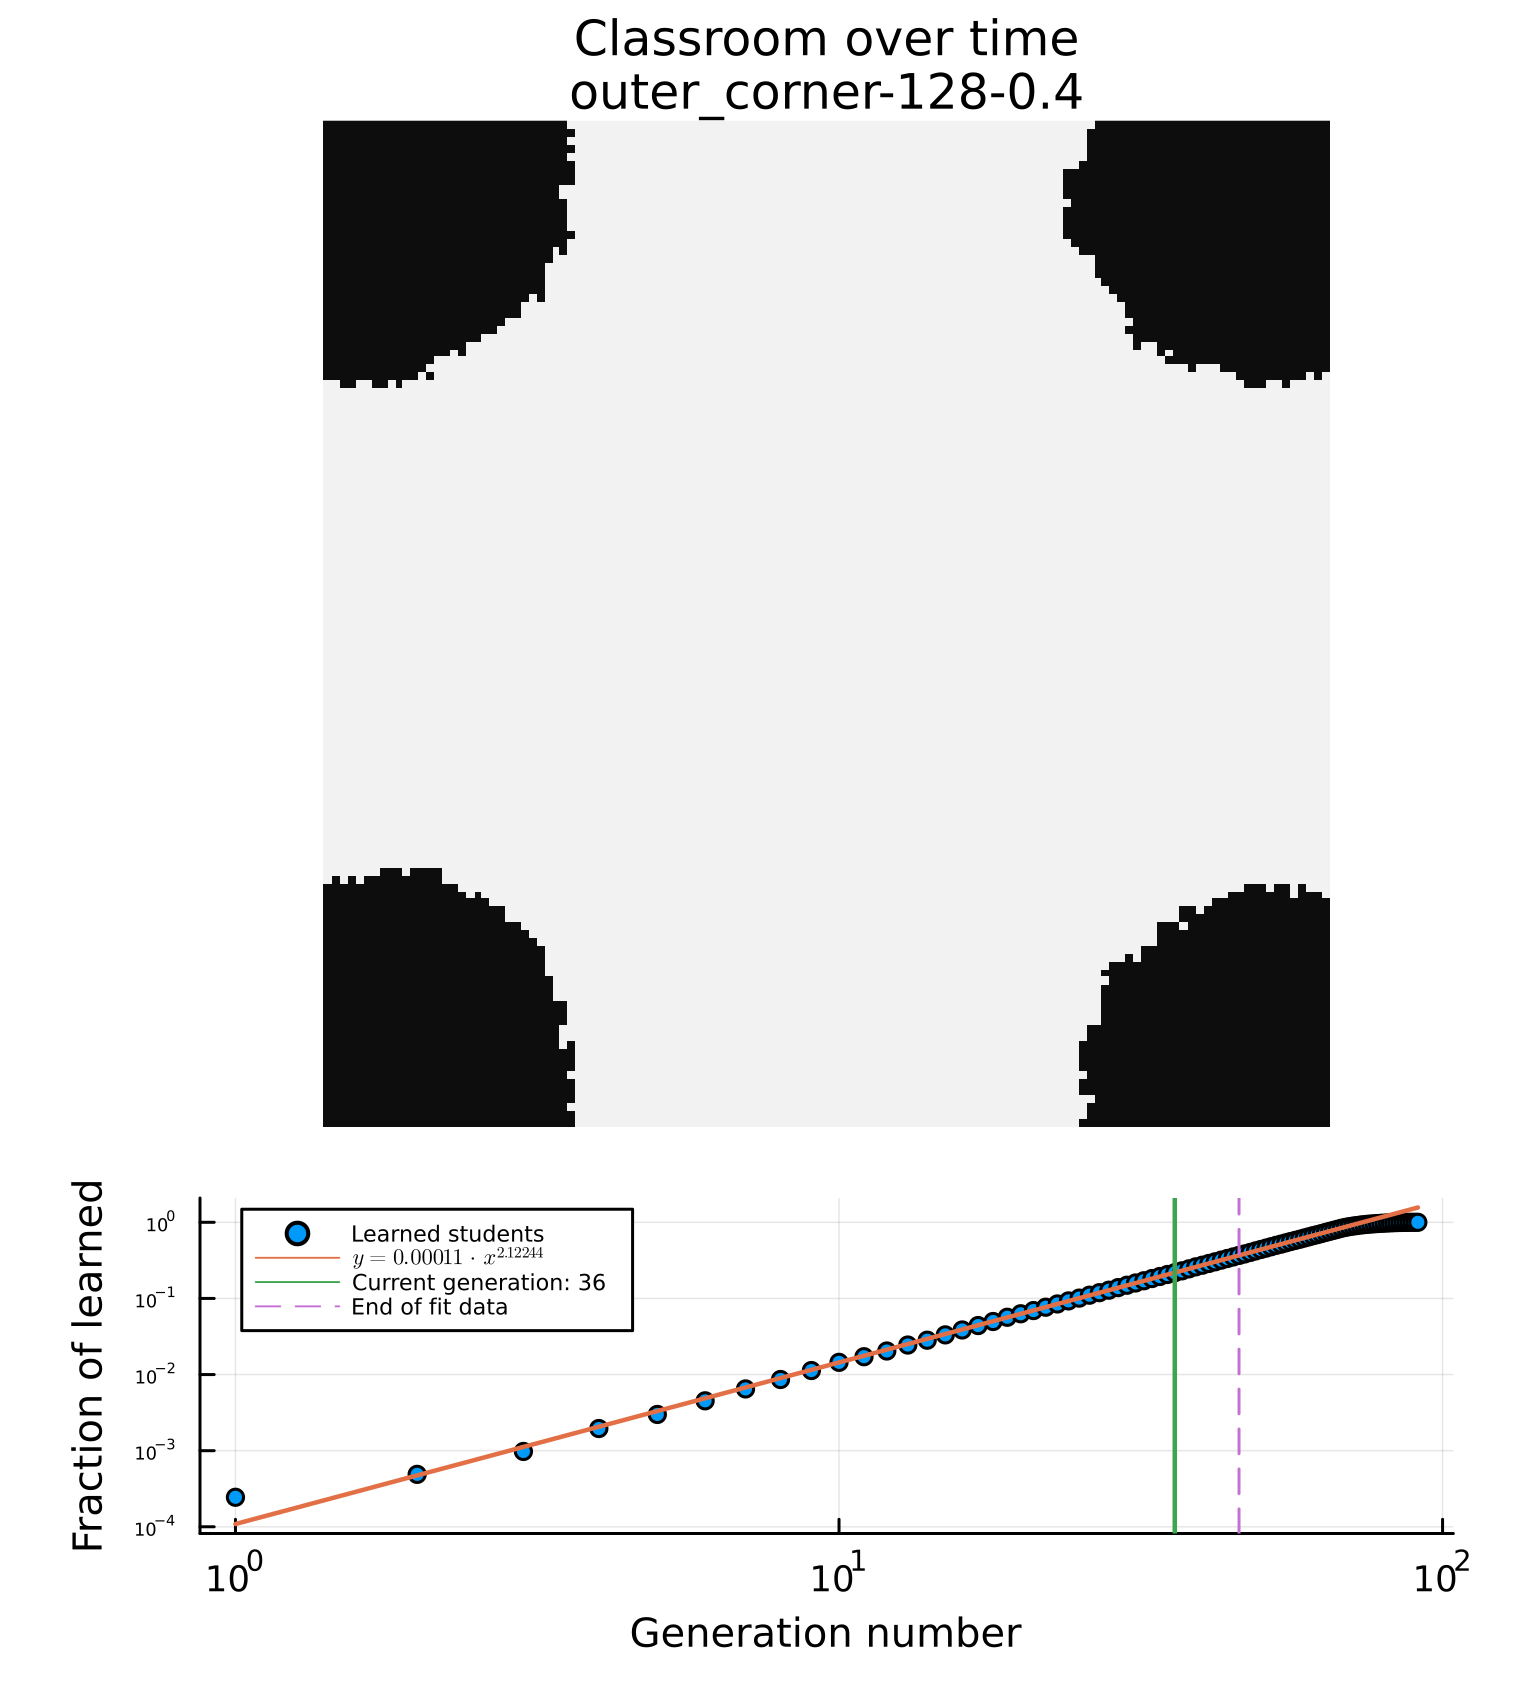 Classroom over time
outer_corner-128-0.4
Fraction of learned
10^0
10^-1
10^-2
10^-3
10^-4
Learned students
y = 0.00011 · x^2.12244
Current generation: 36
End of fit data
10^0 10^1 10^2
Generation number